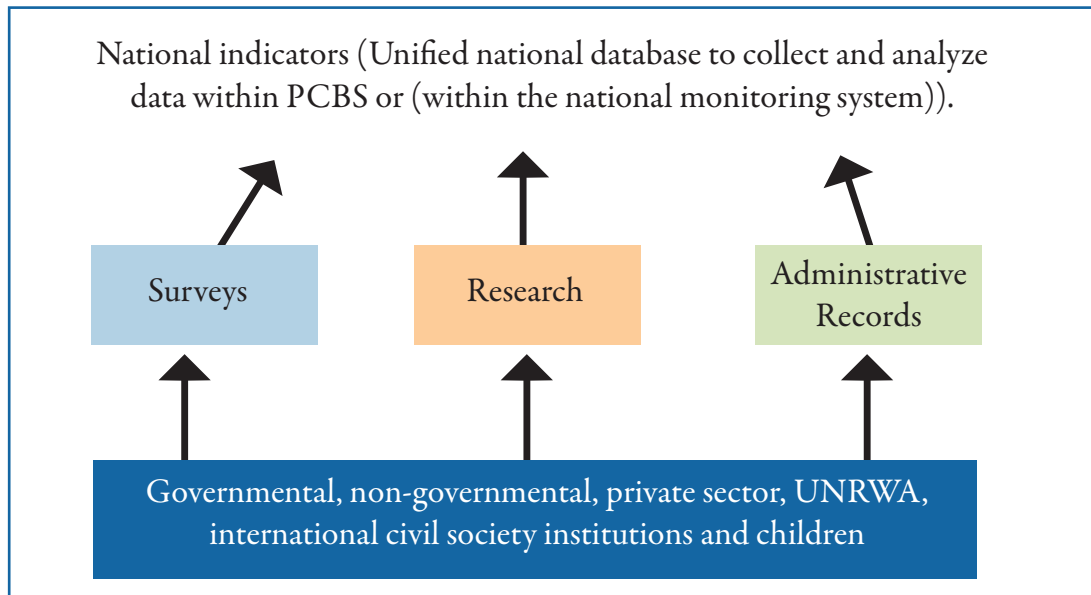 National indicators (Unified national database to collect and analyze
data within PCBS or (within the national monitoring system)).
Surveys
Research
Administrative
Records
Governmental, non-governmental, private sector, UNRWA,
international civil society institutions and children